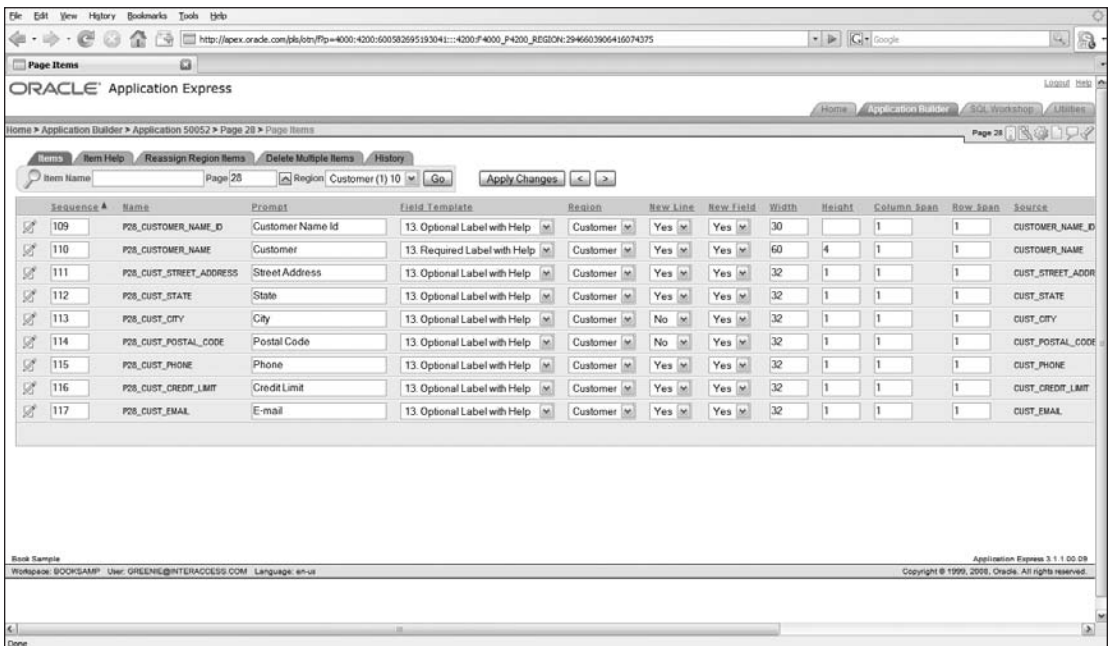 File Edit View History Bookmarks Tools Help
http://apex.oracle.com/pls/otn/f?p=4000:4200:600582695193041::::4200:F4000_P4200_REGION:2946603906416074375
Google
Page Items
ORACLE Application Express
Logout Help
Home Application Builder SQL Workshop Utilities
Home > Application Builder > Application 50052 > Page 28 > Page Items
Page 28
Items Item Help Reassign Region Items Delete Multiple Items History
Item Name Page 28 Region Customer (1) 10 Go Apply Changes < >
Sequence Name Prompt Field Template Region New Line New Field Width Height Column Span Row Span Source
109 P28_CUSTOMER_NAME_ID Customer Name Id 13. Optional Label with Help Customer Yes Yes 30 1 1 CUSTOMER_NAME_ID
110 P28_CUSTOMER_NAME Customer 13. Required Label with Help Customer Yes Yes 60 4 1 1 CUSTOMER_NAME
111 P28_CUST_STREET_ADDRESS Street Address 13. Optional Label with Help Customer Yes Yes 32 1 1 1 CUST_STREET_ADDR
112 P28_CUST_STATE State 13. Optional Label with Help Customer Yes Yes 32 1 1 1 CUST_STATE
113 P28_CUST_CITY City 13. Optional Label with Help Customer No Yes 32 1 1 1 CUST_CITY
114 P28_CUST_POSTAL_CODE Postal Code 13. Optional Label with Help Customer No Yes 32 1 1 1 CUST_POSTAL_CODE
115 P28_CUST_PHONE Phone 13. Optional Label with Help Customer Yes Yes 32 1 1 1 CUST_PHONE
116 P28_CUST_CREDIT_LIMIT Credit Limit 13. Optional Label with Help Customer Yes Yes 32 1 1 1 CUST_CREDIT_LIMIT
117 P28_CUST_EMAIL E-mail 13. Optional Label with Help Customer Yes Yes 32 1 1 1 CUST_EMAIL
Book Sample
Application Express 3.1.1.00.09
Workspace: BOOKSAMP User: GREENIE@INTERACCESS.COM Language: en-us
Copyright © 1999, 2008, Oracle. All rights reserved.
Done